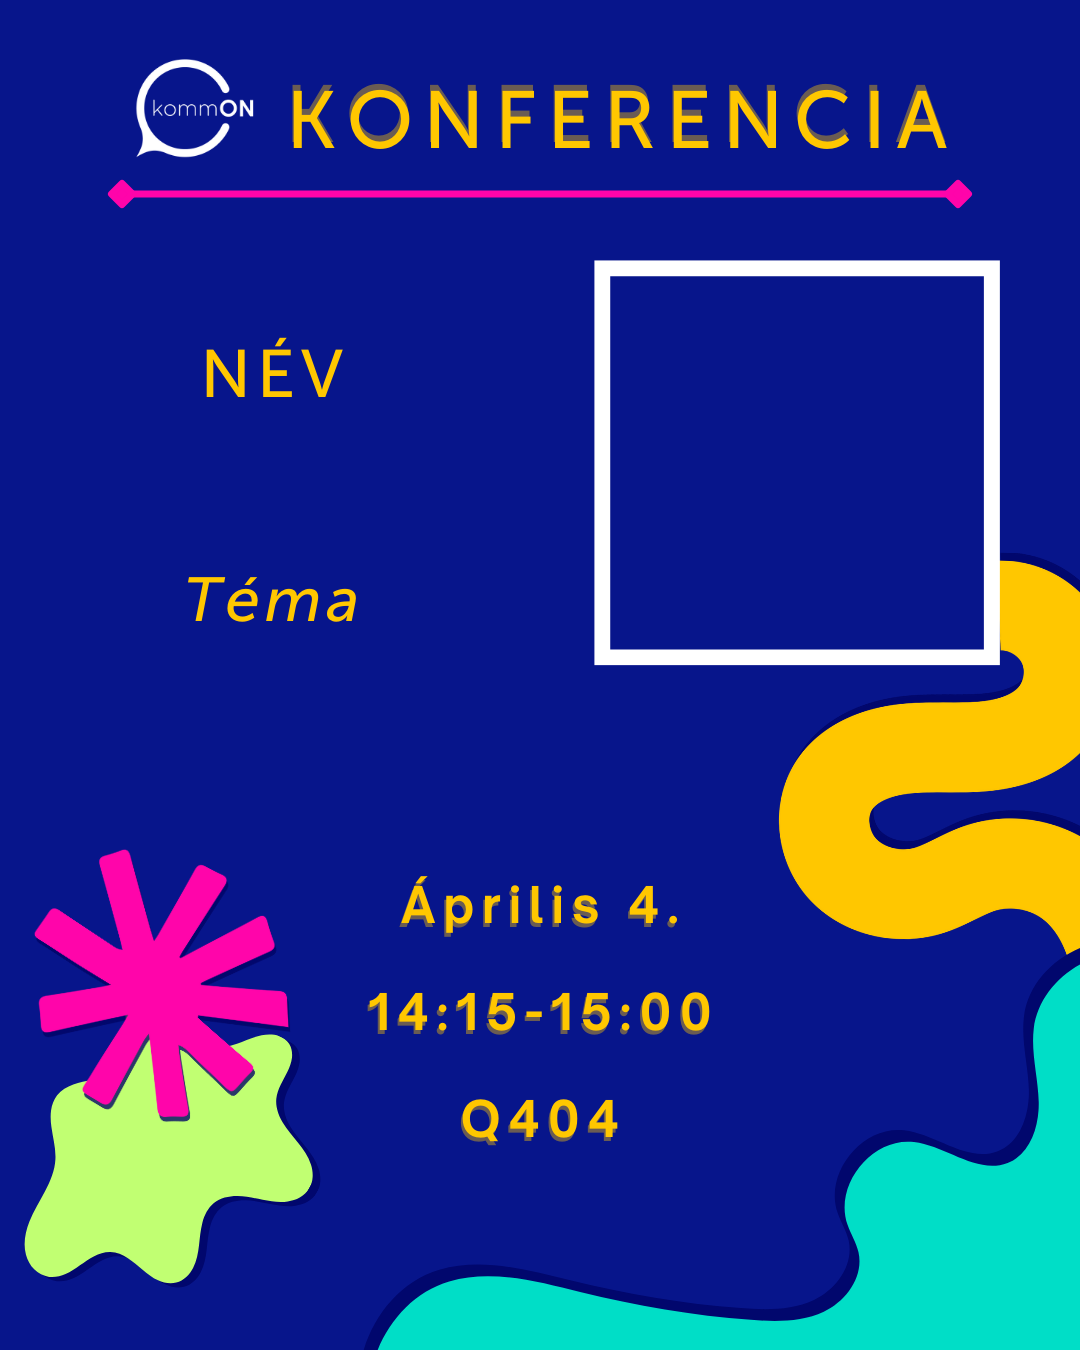 kommON KONFERENCIA
NÉV
Téma
Április 4.
14:15-15:00
Q404